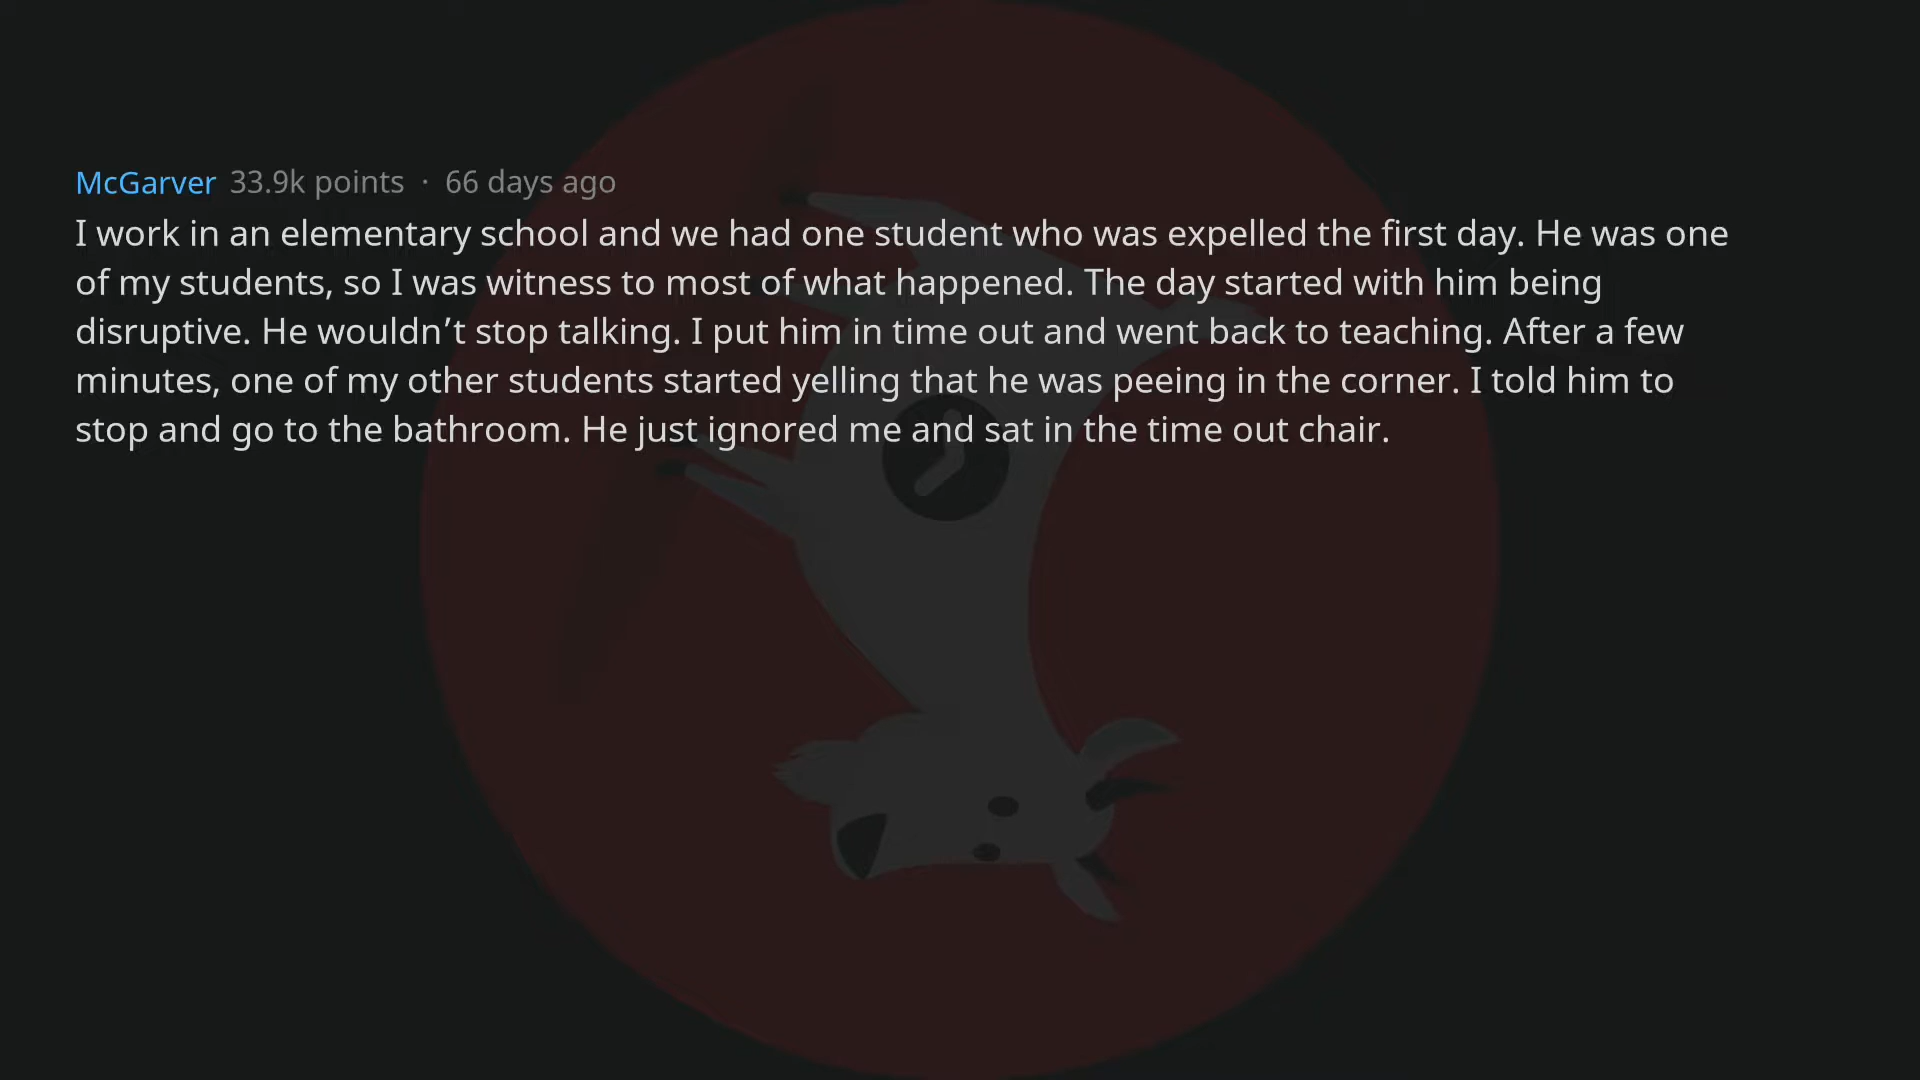 McGarver 33.9k points · 66 days ago
I work in an elementary school and we had one student who was expelled the first day. He was one
of my students, so I was witness to most of what happened. The day started with him being
disruptive. He wouldn’t stop talking. I put him in time out and went back to teaching. After a few
minutes, one of my other students started yelling that he was peeing in the corner. I told him to
stop and go to the bathroom. He just ignored me and sat in the time out chair.